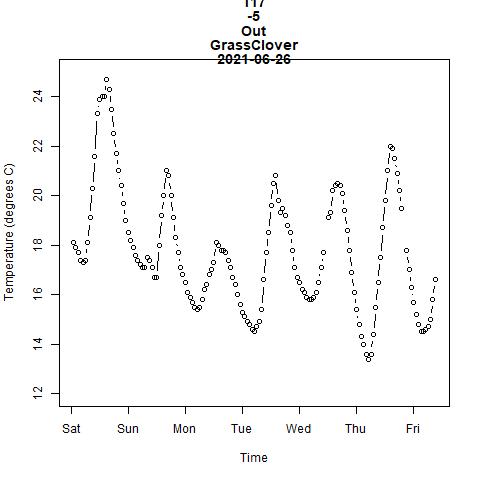 117
-5
Out
GrassClover
2021-06-26
Temperature (degrees C)
24
22
20
18
16
14
12
Sat Sun Mon Tue Wed Thu Fri
Time